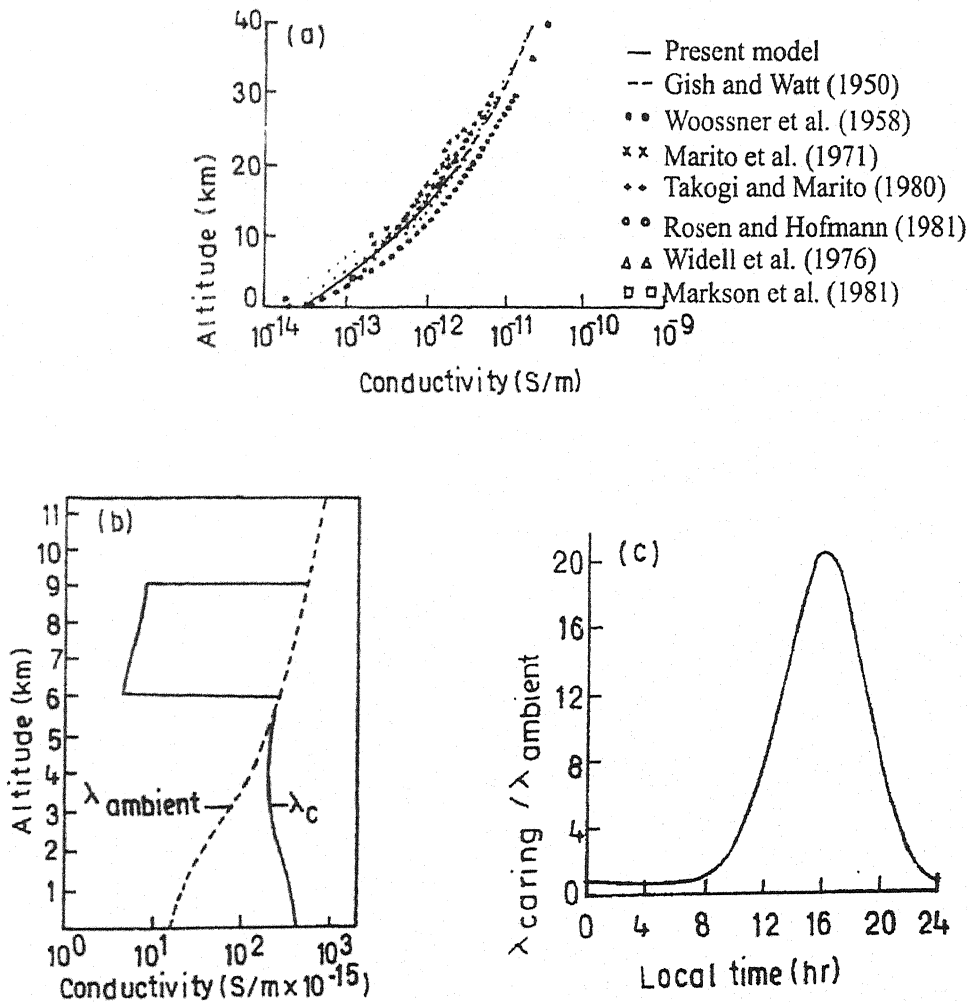 (a)
40
30
20
10
0
Altitude (km)
10^-14 10^-13 10^-12 10^-11 10^-10 10^-9
Conductivity (S/m)
— Present model
-- Gish and Watt (1950)
Woossner et al. (1958)
×× Marito et al. (1971)
++ Takogi and Marito (1980)
o o Rosen and Hofmann (1981)
△ △ Widell et al. (1976)
□ □ Markson et al. (1981)
(b)
11
10
9
8
7
6
5
4
3
2
1
Altitude (km)
λ ambient
λc
10^0 10^1 10^2 10^3
Conductivity (S/m×10^-15)
(c)
20
16
12
8
4
0
λcaring / λambient
0 4 8 12 16 20 24
Local time (hr)